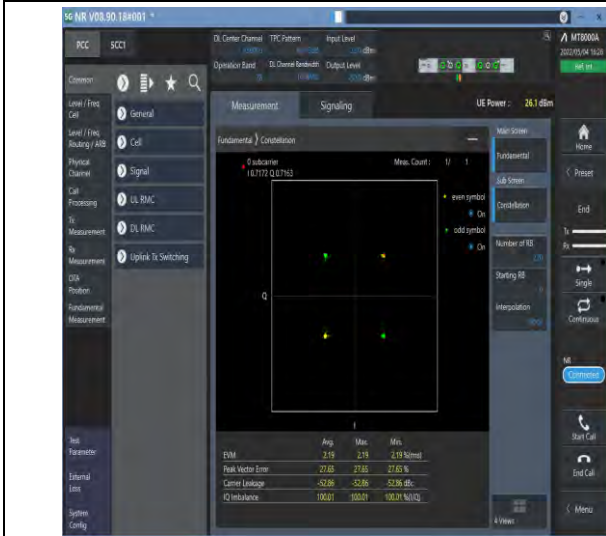 5G NR V08.90.18#001 *
PCC SCC1
DL Center Channel TPC Pattern Input Level
Operation Band DL Channel Bandwidth Output Level
MT8000A
2022/05/04
Measurement Signaling
UE Power : 26.1 dBm
Common
Level / Freq.
Cell
Level / Freq.
Routing / ARB
Physical
Channel
Call
Processing
Tx
Measurement
Rx
Measurement
OTA
Position
Fundamental
Measurement
Test
Parameter
External
Loss
System
Config
General
Cell
Signal
UL RMC
DL RMC
Uplink Tx Switching
Fundamental Constellation
0 subcarrier
I 0.7172 Q 0.7163
Meas. Count : 1/ 1
even symbol
On
odd symbol
On
Q
I
Avg. Max. Min.
EVM 2.19 2.19 2.19 %(rms)
Peak Vector Error 27.65 27.65 27.65 %
Carrier Leakage -52.86 -52.86 -52.86 dBc
IQ Imbalance 100.01 100.01 100.01 %(I/Q)
Main Screen
Fundamental
Sub Screen
Constellation
Number of RB
Starting RB
Interpolation
4 Views
Home
Preset
End
Tx
Rx
Single
Continuous
NR
Connected
Start Call
End Call
Menu